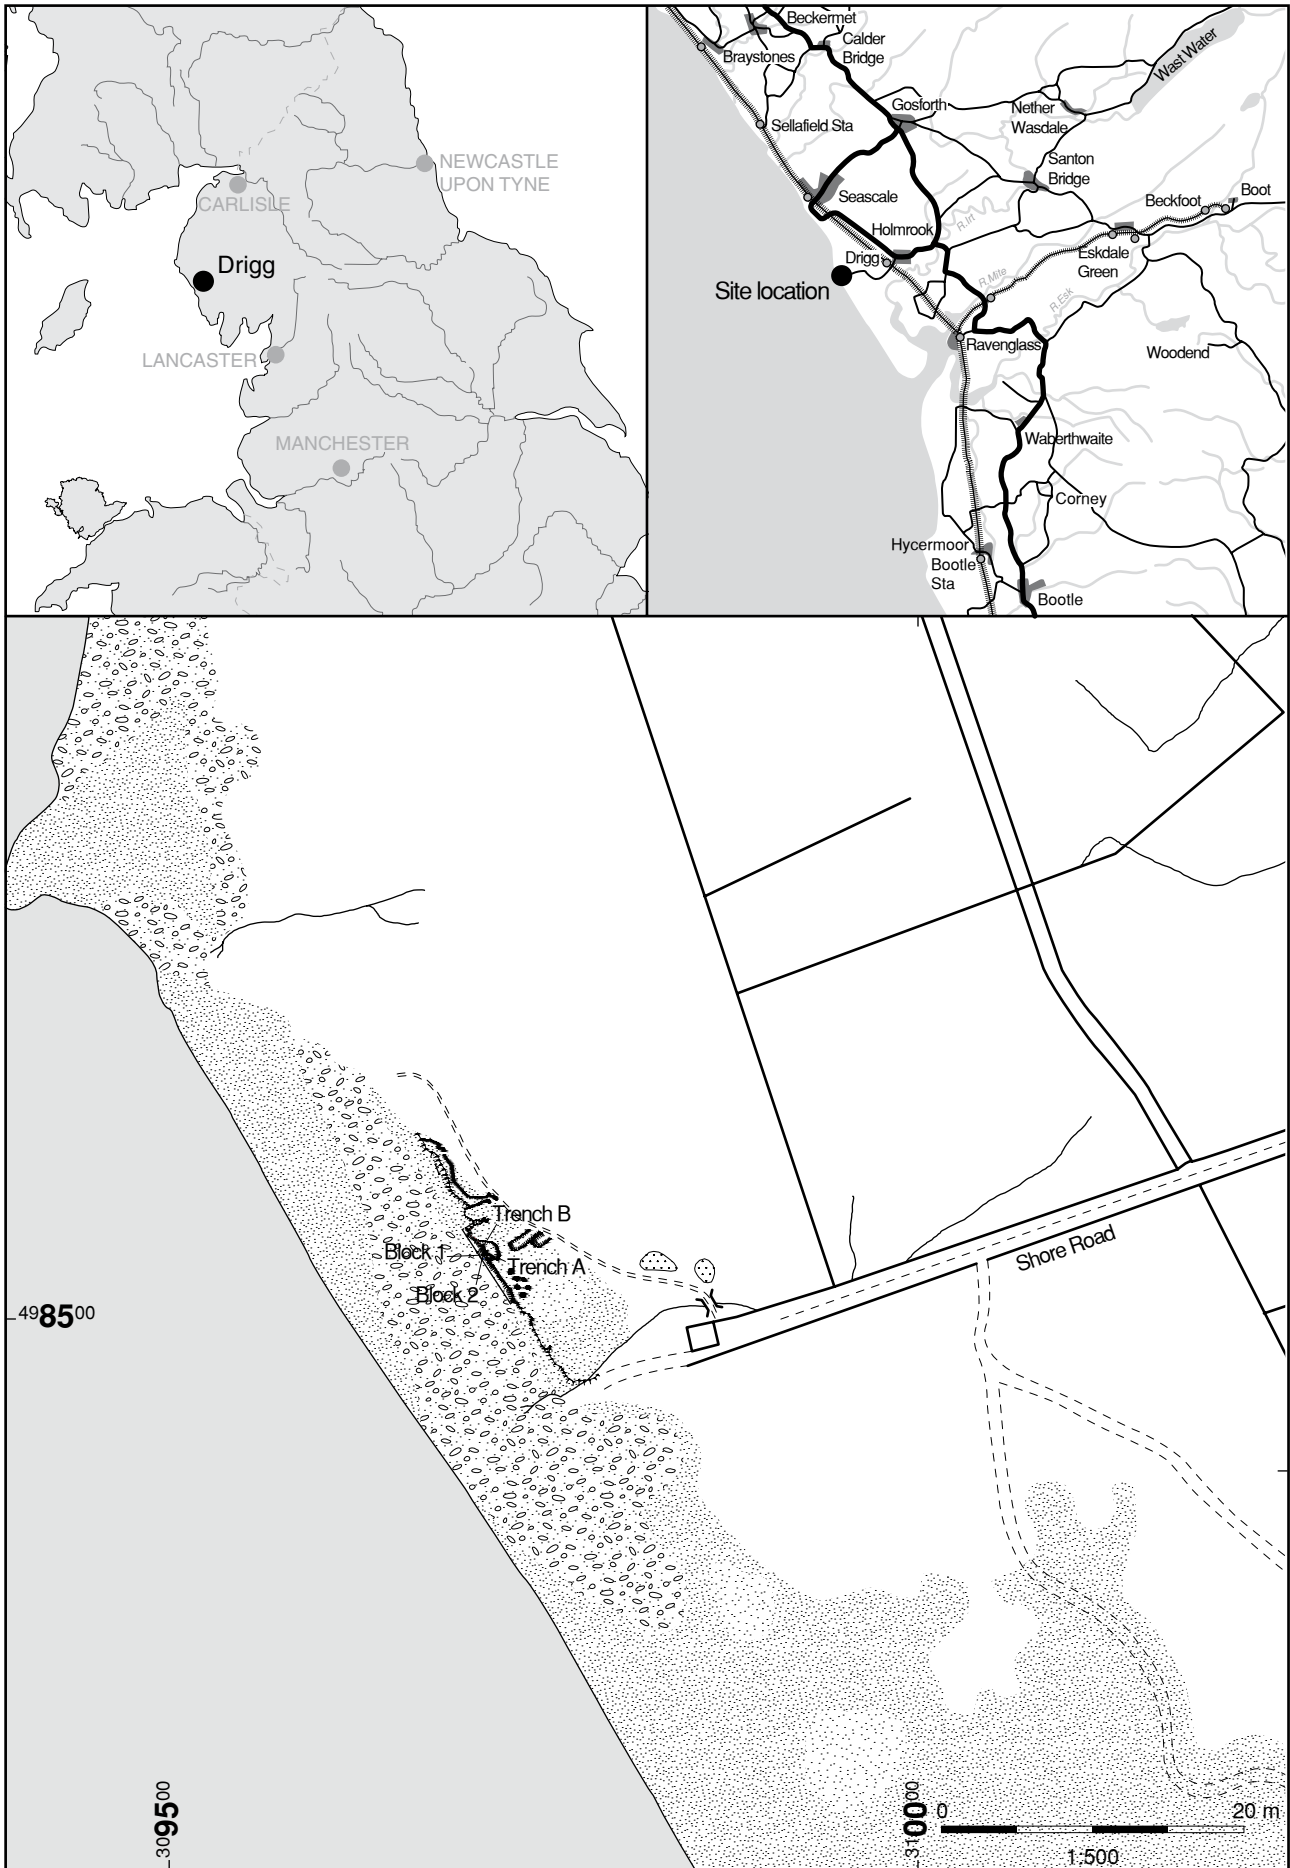 NEWCASTLE
UPON TYNE
CARLISLE
Drigg
LANCASTER
MANCHESTER
Beckermet
Calder
Bridge
Braystones
Wast Water
Gosforth
Nether
Wasdale
Sellafield Sta
Santon
Bridge
Seascale
Beckfoot
Boot
R.Irt
Holmrook
Drigg
Eskdale
Green
Site location
R.Mite
R.Esk
Ravenglass
Woodend
Waberthwaite
Corney
Hycermoor
Bootle
Sta
Bootle
Trench B
Block 1
Trench A
Block 2
Shore Road
498500
309500
310000
0 20 m
1:500